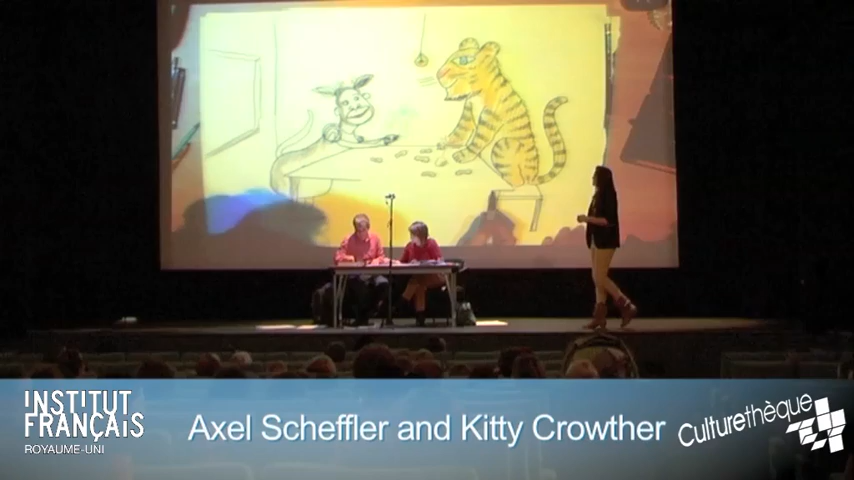 INSTITUT
FRANÇAIS
ROYAUME-UNI
Axel Scheffler and Kitty Crowther
Culturethèque